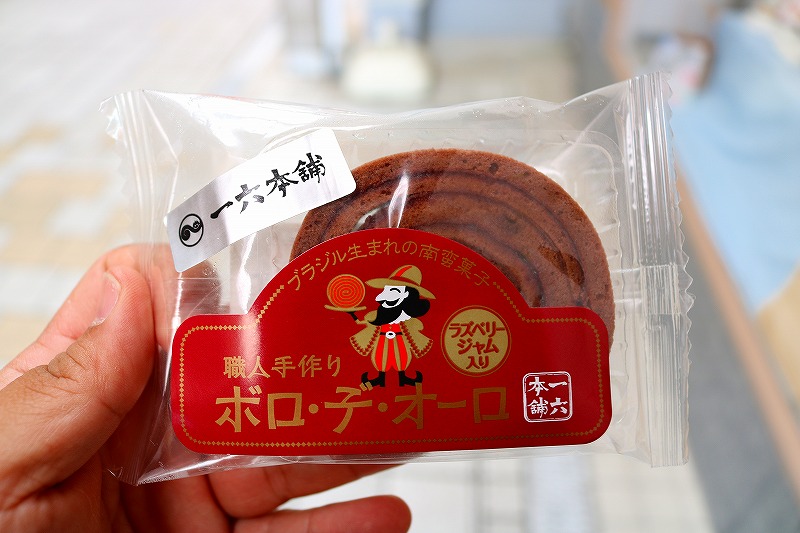 一六本舗
ブラジル生まれの南蛮菓子
ラズベリー
ジャム
入り
職人手作り
ボロ・デ・オーロ
一六
本舗